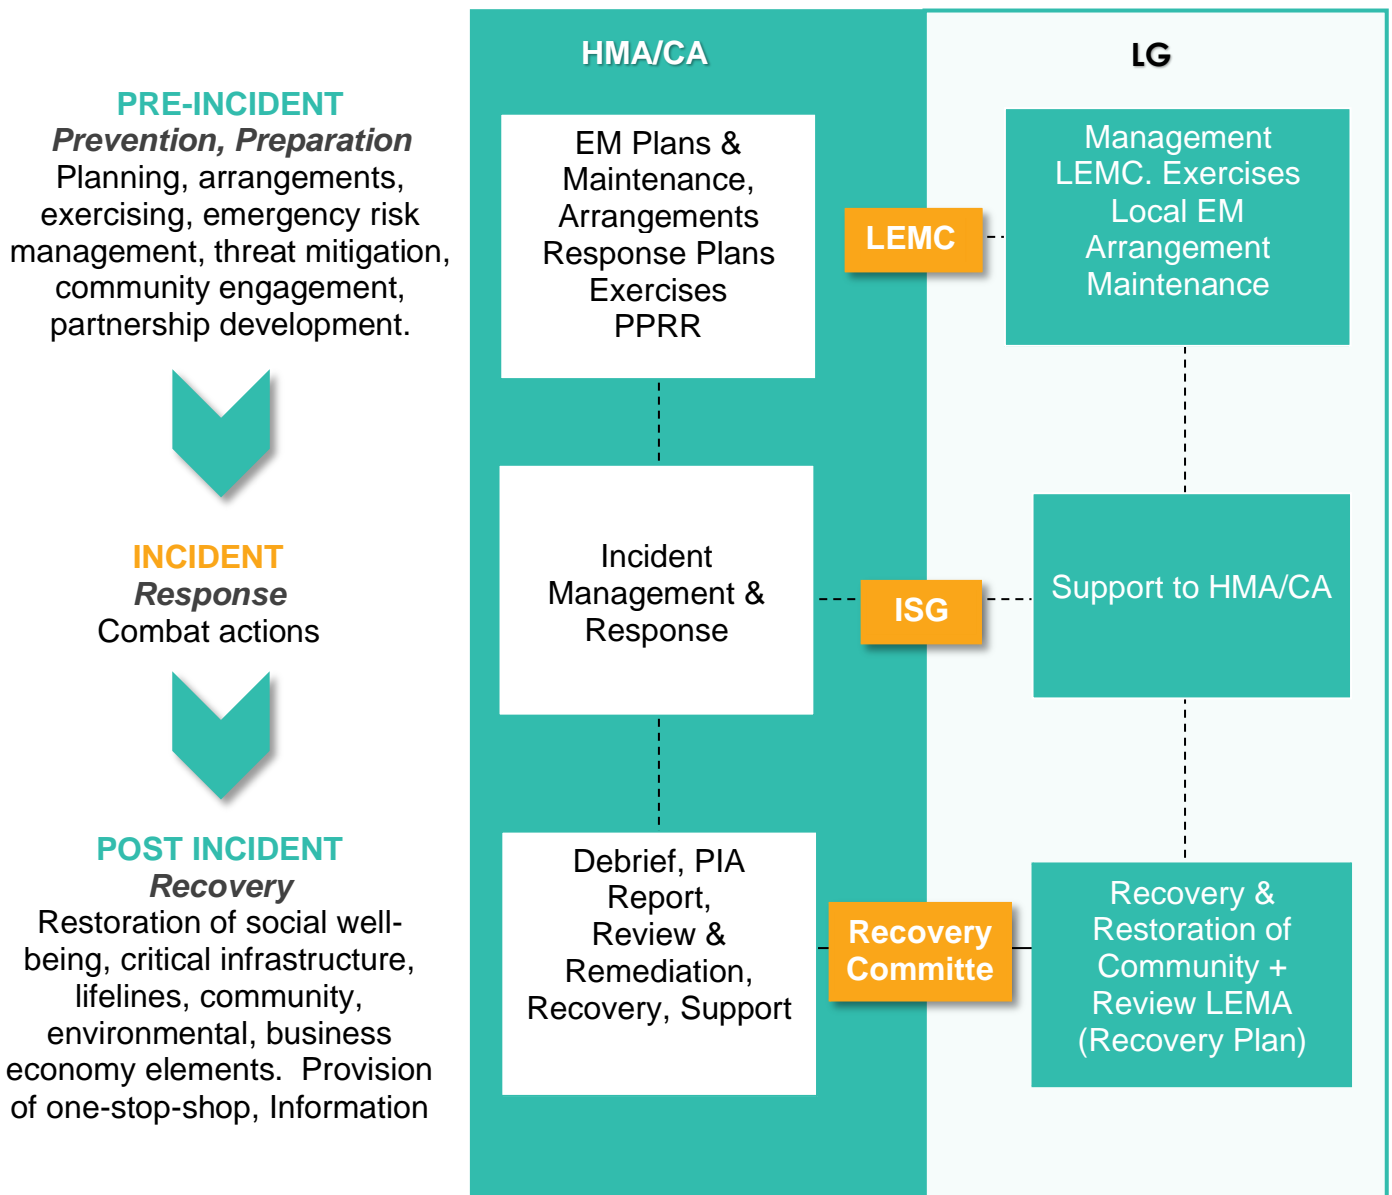 HMA/CA
LG
PRE-INCIDENT
Prevention, Preparation
Planning, arrangements,
exercising, emergency risk
management, threat mitigation,
community engagement,
partnership development.
EM Plans &
Maintenance,
Arrangements
Response Plans
Exercises
PPRR
LEMC
Management
LEMC. Exercises
Local EM
Arrangement
Maintenance
INCIDENT
Response
Combat actions
Incident
Management &
Response
ISG
Support to HMA/CA
POST INCIDENT
Recovery
Restoration of social well-
being, critical infrastructure,
lifelines, community,
environmental, business
economy elements.  Provision
of one-stop-shop, Information
Debrief, PIA
Report,
Review &
Remediation,
Recovery, Support
Recovery
Committe
Recovery &
Restoration of
Community +
Review LEMA
(Recovery Plan)